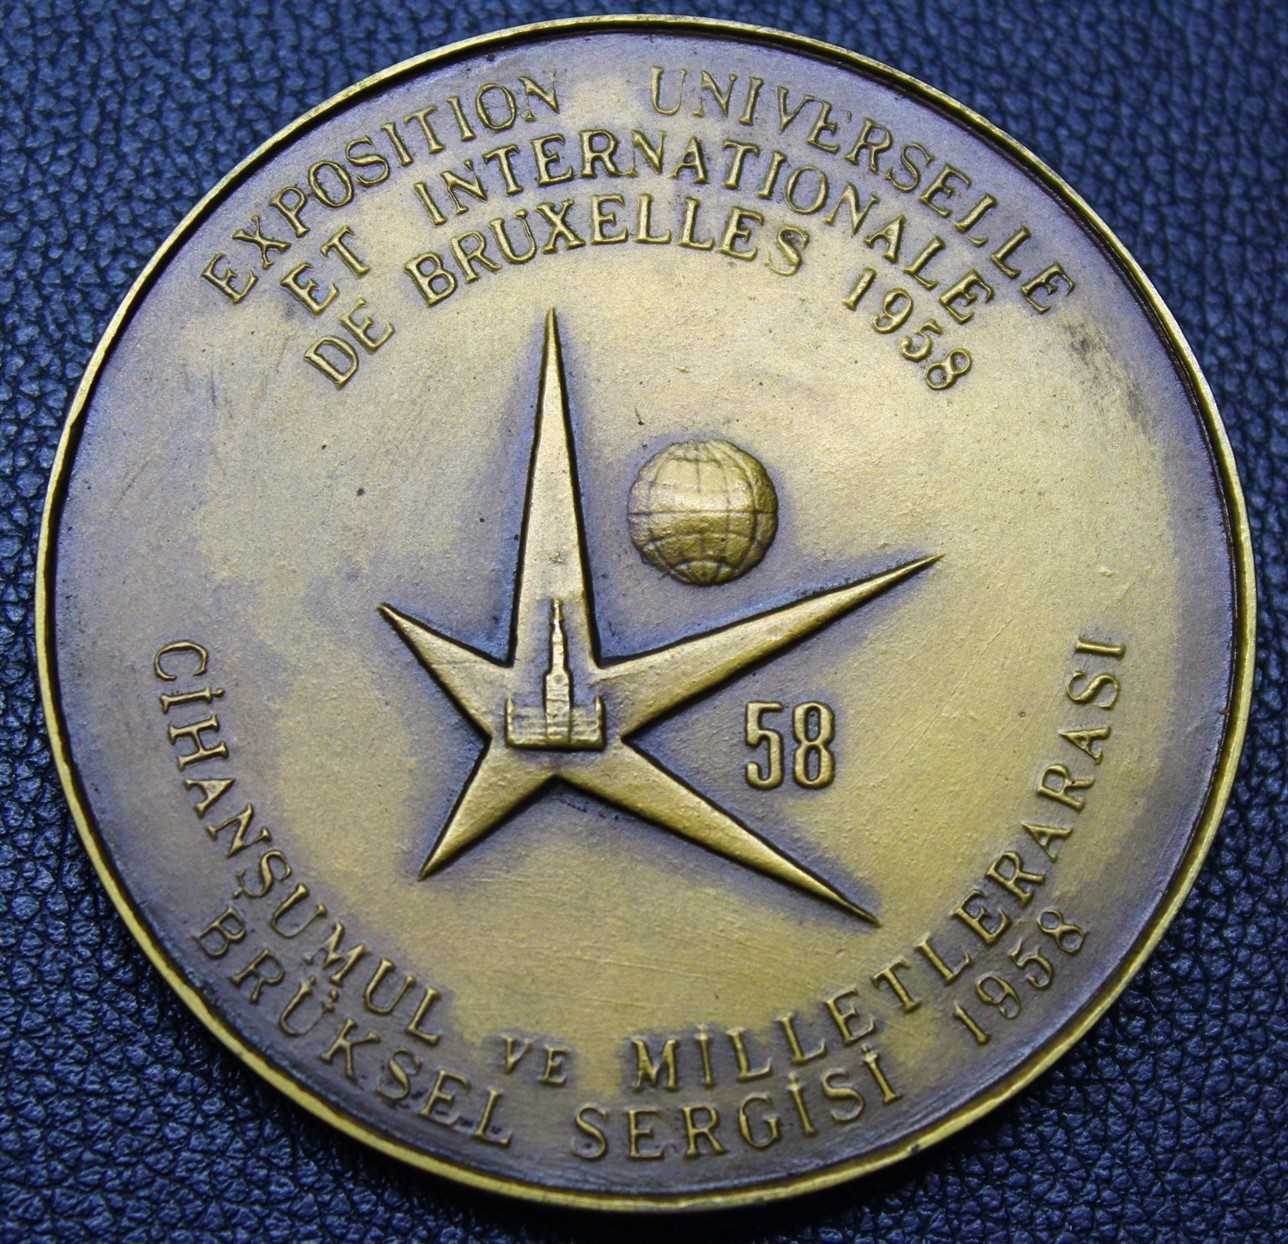 EXPOSITION UNIVERSELLE
ET INTERNATIONALE
DE BRUXELLES 1958
58
CİHANŞUMUL VE MİLLETLERARASI
BRÜKSEL SERGİSİ 1958